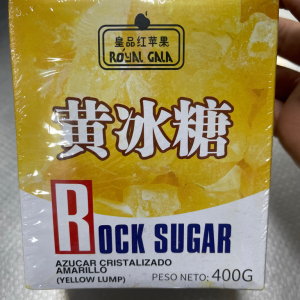 皇品红苹果
ROYAL GALA
黄冰糖
ROCK SUGAR
AZUCAR CRISTALIZADO
AMARILLO
(YELLOW LUMP)
PESO NETO: 400G